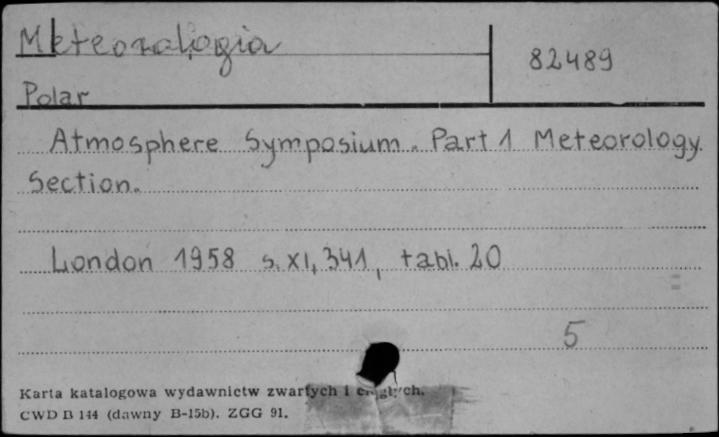 Meteorologia
82489
Polar
Atmosphere Symposium. Part 1 Meteorology
Section.
London 1958 s. XI, 341, tabl. 20
5
Karta katalogowa wydawnictw zwartych i ciągłych.
CWD B 144 (dawny B-15b). ZGG 91.